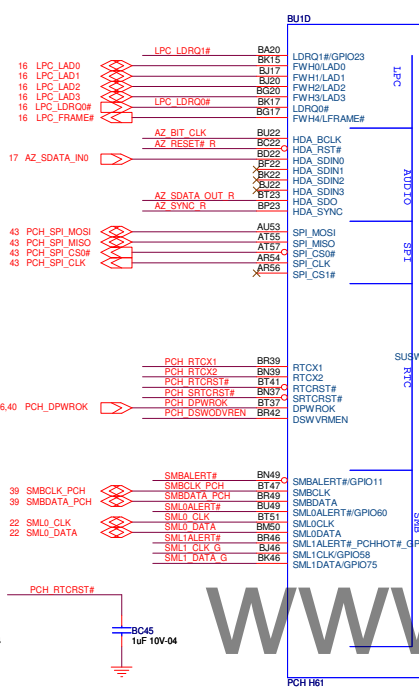 BU1D
LPC_LDRQ1# BA20 LDRQ1#/GPIO23
16 LPC_LAD0 BK15 FWH0/LAD0
16 LPC_LAD1 BJ17 FWH1/LAD1
16 LPC_LAD2 BJ20 FWH2/LAD2
16 LPC_LAD3 BG20 FWH3/LAD3
16 LPC_LDRQ0# LPC_LDRQ0# BK17 LDRQ0#
16 LPC_FRAME# BG17 FWH4/LFRAME#
LPC
AZ_BIT_CLK BU22 HDA_BCLK
AZ_RESET#_R BC22 HDA_RST#
17 AZ_SDATA_IN0 BD22 HDA_SDIN0
BF22 HDA_SDIN1
BK22 HDA_SDIN2
BJ22 HDA_SDIN3
AZ_SDATA_OUT_R BT23 HDA_SDO
AZ_SYNC_R BP23 HDA_SYNC
AUDIO
43 PCH_SPI_MOSI AU53 SPI_MOSI
43 PCH_SPI_MISO AT55 SPI_MISO
43 PCH_SPI_CS0# AT57 SPI_CS0#
43 PCH_SPI_CLK AR54 SPI_CLK
AR56 SPI_CS1#
SPI
SUSW
PCH_RTCX1 BR39 RTCX1
PCH_RTCX2 BN39 RTCX2
PCH_RTCRST# BT41 RTCRST#
PCH_SRTCRST# BN37 SRTCRST#
6,40 PCH_DPWROK PCH_DPWROK BT37 DPWROK
PCH_DSWODVREN BR42 DSWVRMEN
RTC
SMBALERT# BN49 SMBALERT#/GPIO11
39 SMBCLK_PCH SMBCLK_PCH BT47 SMBCLK
39 SMBDATA_PCH SMBDATA_PCH BR49 SMBDATA
SML0ALERT# BU49 SML0ALERT#/GPIO60
22 SML0_CLK SML0_CLK BT51 SML0CLK
22 SML0_DATA SML0_DATA BM50 SML0DATA
SML1ALERT# BR46 SML1ALERT#_PCHHOT#_GP
SML1_CLK_G BJ46 SML1CLK/GPIO58
SML1_DATA_G BK46 SML1DATA/GPIO75
SMB
PCH_RTCRST#
BC45
1uF 10V-04
WWW
PCH H61